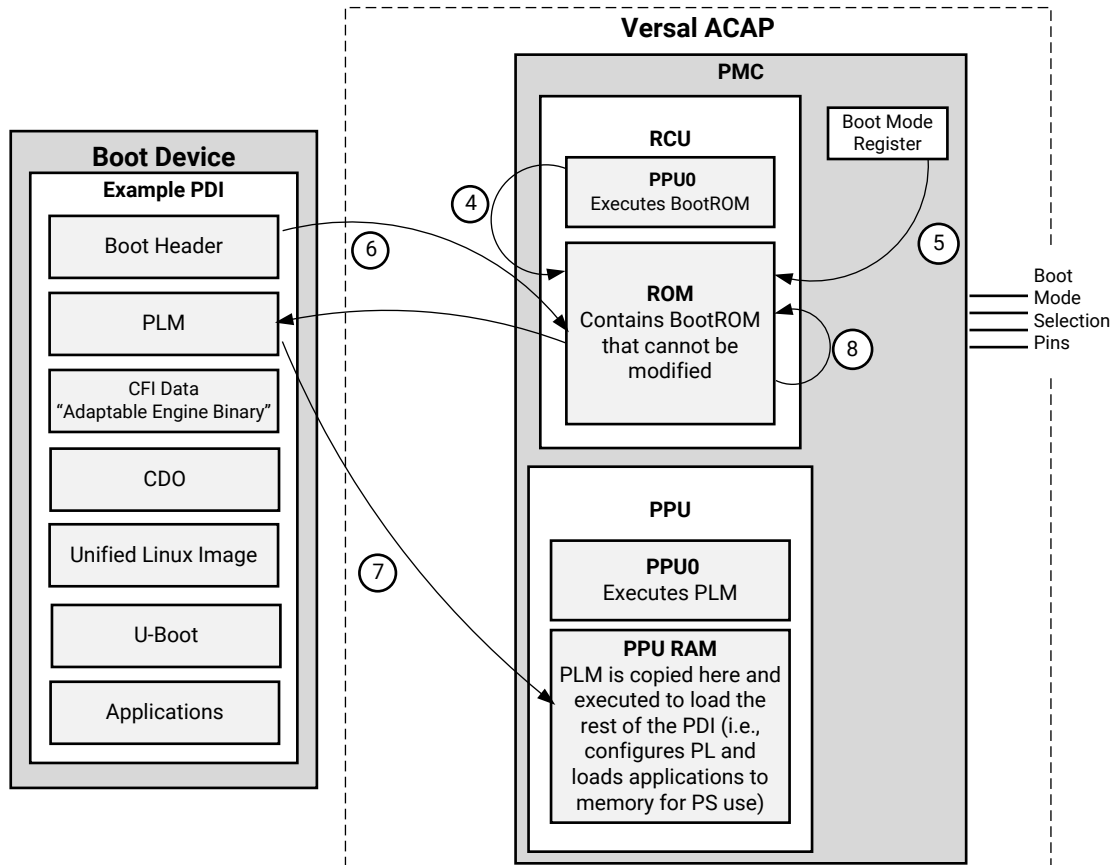 Versal ACAP
PMC
RCU
Boot Mode
Register
PPU0
Executes BootROM
ROM
Contains BootROM
that cannot be
modified
Boot Device
Example PDI
Boot Header
PLM
CFI Data
“Adaptable Engine Binary”
CDO
Unified Linux Image
U-Boot
Applications
4
5
6
8
7
Boot
Mode
Selection
Pins
PPU
PPU0
Executes PLM
PPU RAM
PLM is copied here and
executed to load the
rest of the PDI (i.e.,
configures PL and
loads applications to
memory for PS use)